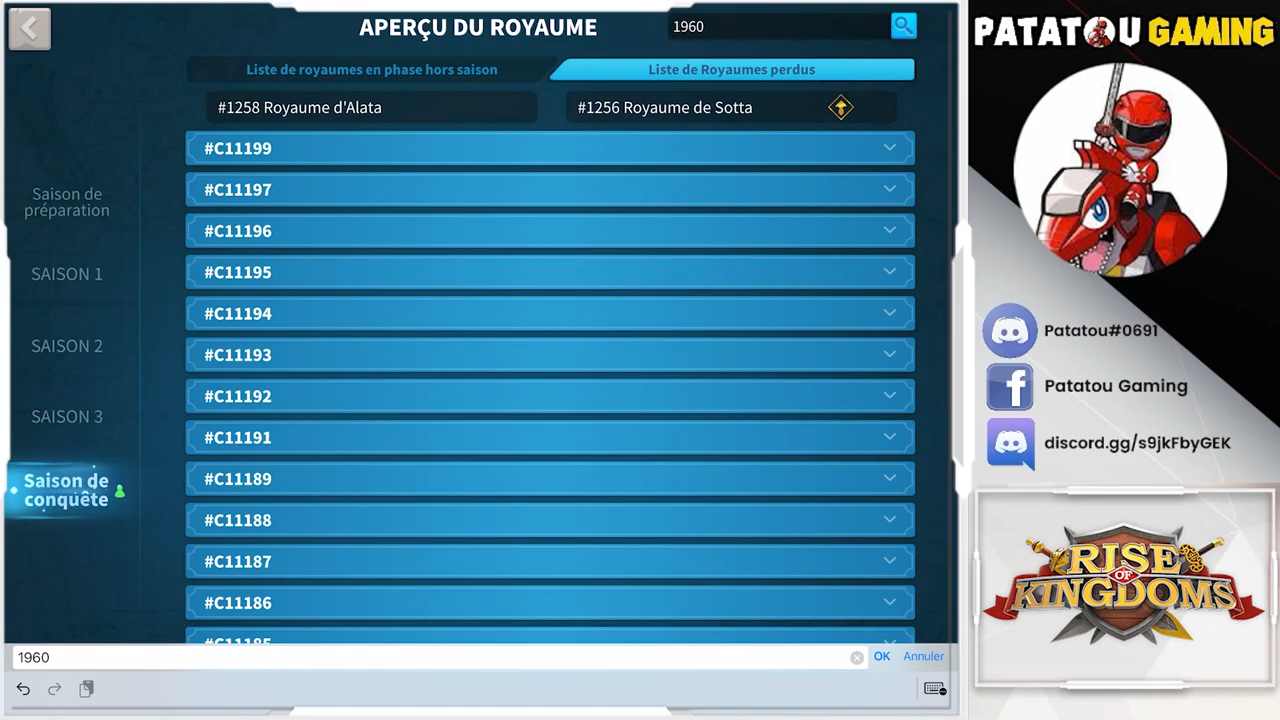 APERÇU DU ROYAUME
1960
Liste de royaumes en phase hors saison
Liste de Royaumes perdus
#1258 Royaume d'Alata
#1256 Royaume de Sotta
Saison de
préparation
SAISON 1
SAISON 2
SAISON 3
Saison de
conquête
#C11199
#C11197
#C11196
#C11195
#C11194
#C11193
#C11192
#C11191
#C11189
#C11188
#C11187
#C11186
#C11185
1960
OK
Annuler
PATATOU GAMING
Patatou#0691
Patatou Gaming
discord.gg/s9jkFbyGEK
RISE
OF
KINGDOMS